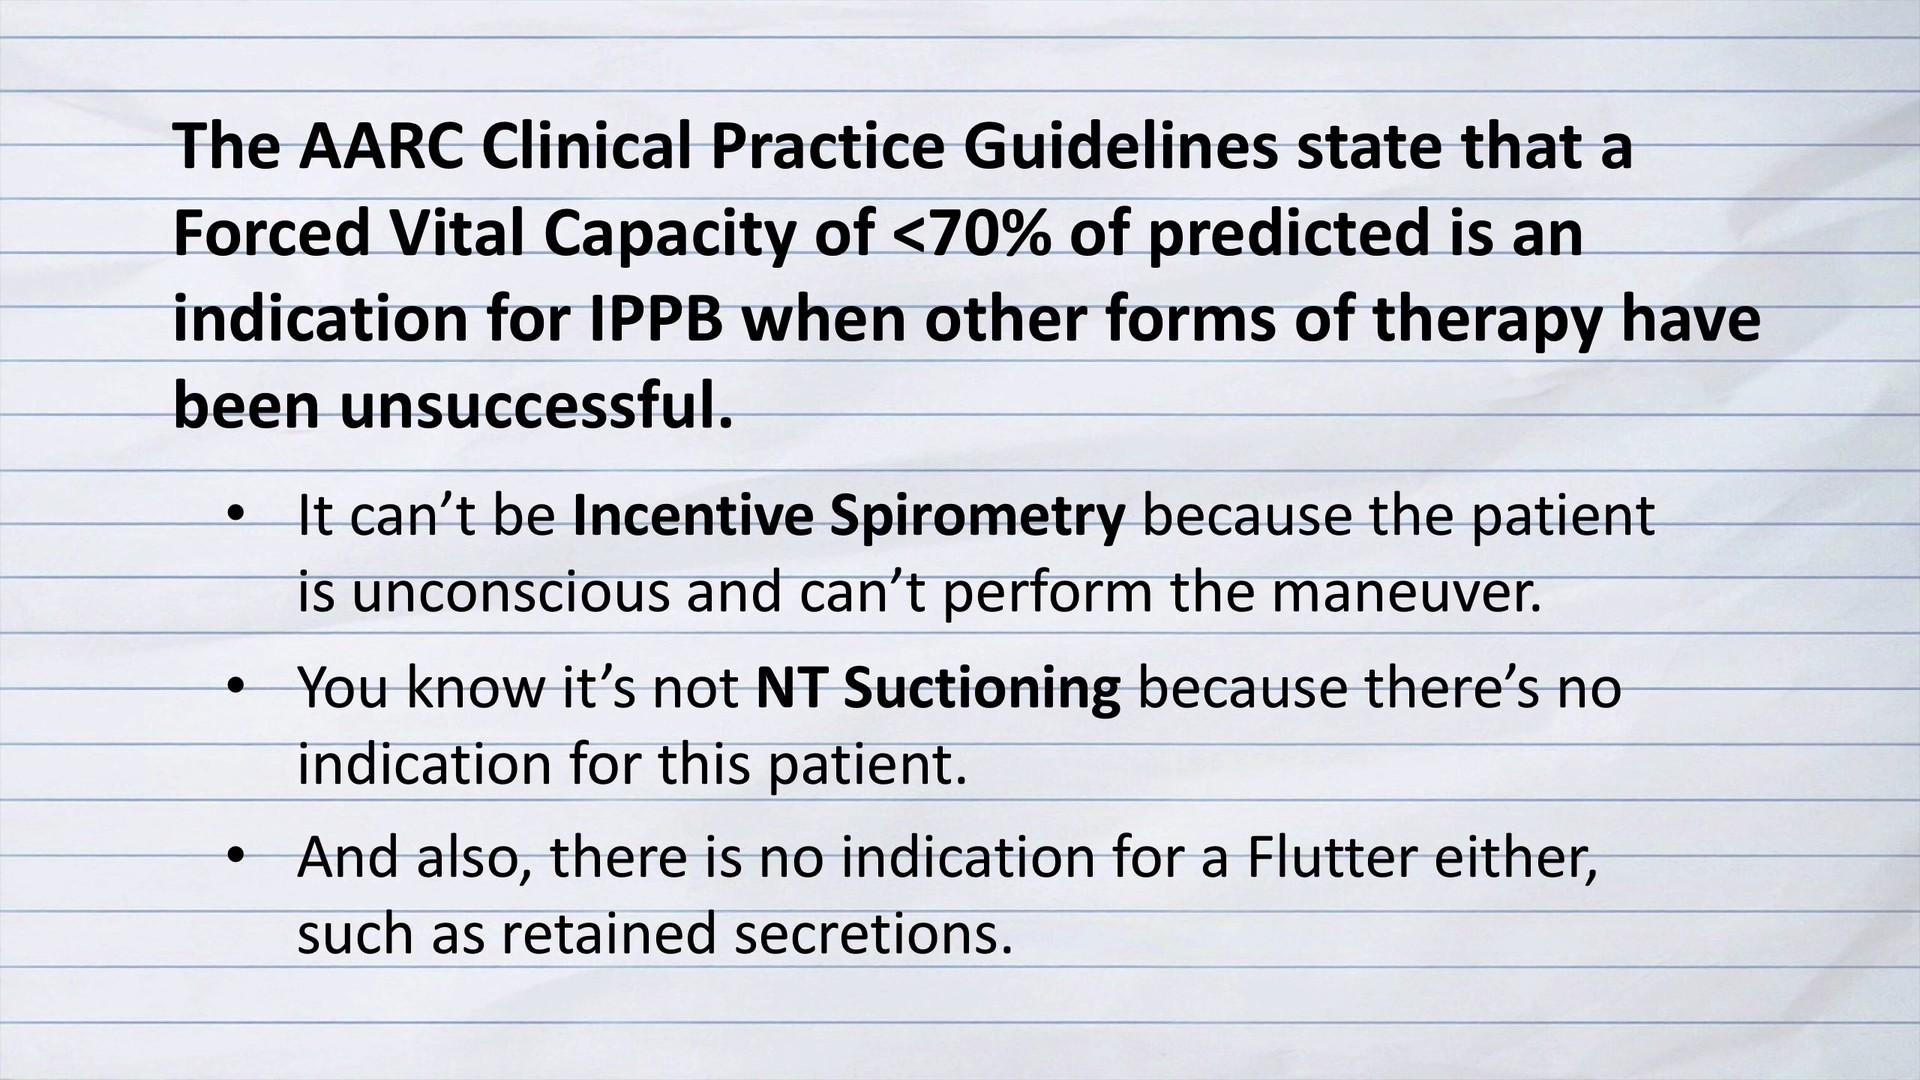 The AARC Clinical Practice Guidelines state that a
Forced Vital Capacity of <70% of predicted is an
indication for IPPB when other forms of therapy have
been unsuccessful.
• It can’t be Incentive Spirometry because the patient
is unconscious and can’t perform the maneuver.
• You know it’s not NT Suctioning because there’s no
indication for this patient.
• And also, there is no indication for a Flutter either,
such as retained secretions.